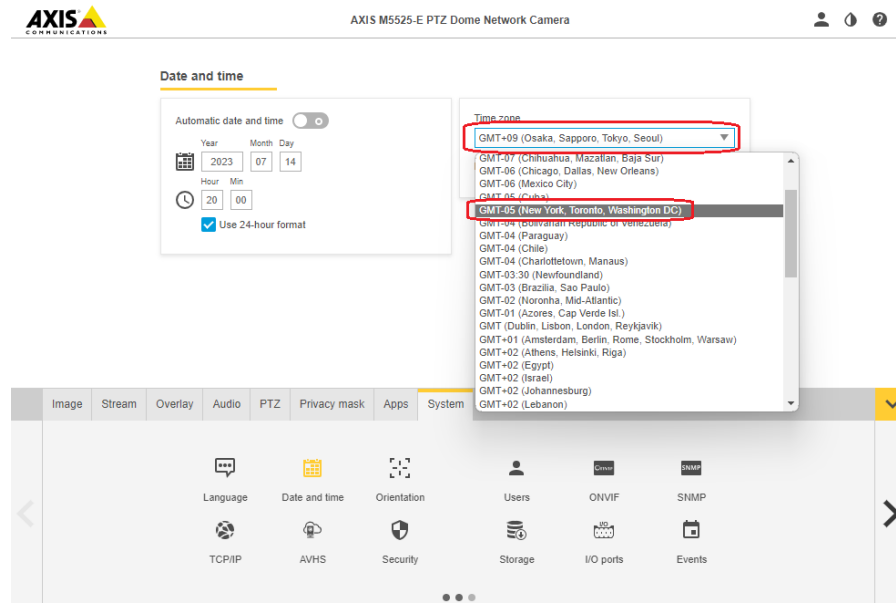 AXIS
COMMUNICATIONS
AXIS M5525-E PTZ Dome Network Camera
Date and time
Automatic date and time
Year Month Day
2023 07 14
Hour Min
20 00
Use 24-hour format
Time zone
GMT+09 (Osaka, Sapporo, Tokyo, Seoul)
GMT-07 (Chihuahua, Mazatlan, Baja Sur)
GMT-06 (Chicago, Dallas, New Orleans)
GMT-06 (Mexico City)
GMT-05 (Cuba)
GMT-05 (New York, Toronto, Washington DC)
GMT-04 (Bolivarian Republic of Venezuela)
GMT-04 (Paraguay)
GMT-04 (Chile)
GMT-04 (Charlottetown, Manaus)
GMT-03:30 (Newfoundland)
GMT-03 (Brazilia, Sao Paulo)
GMT-02 (Noronha, Mid-Atlantic)
GMT-01 (Azores, Cap Verde Isl.)
GMT (Dublin, Lisbon, London, Reykjavik)
GMT+01 (Amsterdam, Berlin, Rome, Stockholm, Warsaw)
GMT+02 (Athens, Helsinki, Riga)
GMT+02 (Egypt)
GMT+02 (Israel)
GMT+02 (Johannesburg)
GMT+02 (Lebanon)
Image Stream Overlay Audio PTZ Privacy mask Apps System
Language Date and time Orientation Users ONVIF SNMP
TCP/IP AVHS Security Storage I/O ports Events